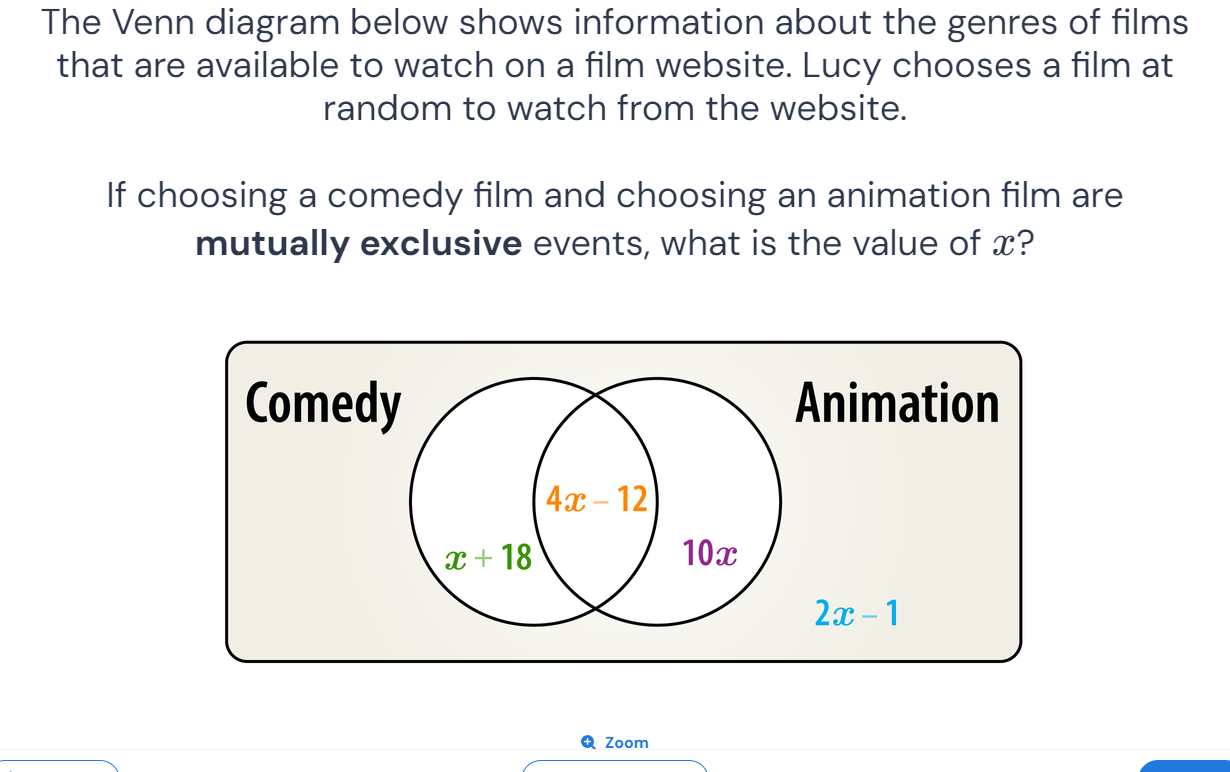 The Venn diagram below shows information about the genres of films
that are available to watch on a film website. Lucy chooses a film at
random to watch from the website.
If choosing a comedy film and choosing an animation film are
mutually exclusive events, what is the value of x?
Comedy
Animation
4x – 12
x + 18
10x
2x – 1
Zoom